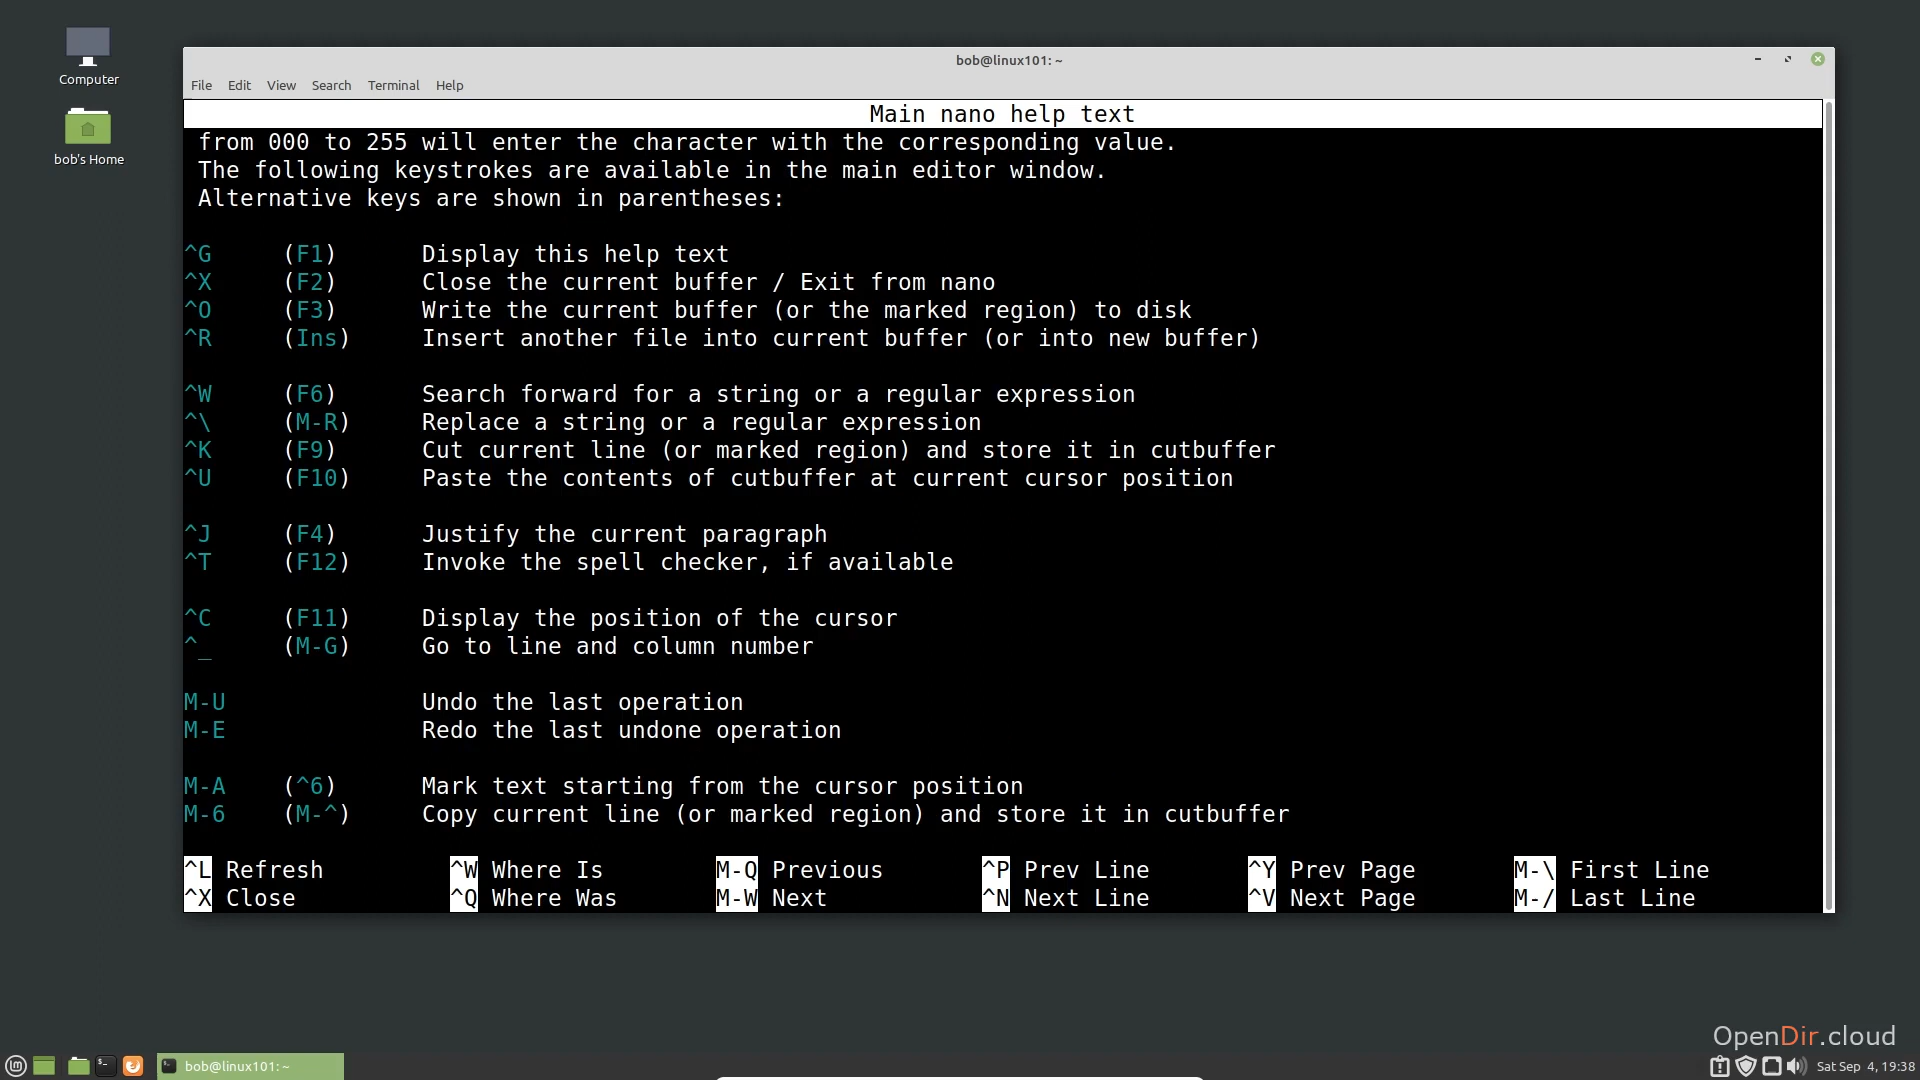 Computer
bob's Home
bob@linux101: ~
File Edit View Search Terminal Help
Main nano help text
from 000 to 255 will enter the character with the corresponding value.
The following keystrokes are available in the main editor window.
Alternative keys are shown in parentheses:
^G (F1) Display this help text
^X (F2) Close the current buffer / Exit from nano
^O (F3) Write the current buffer (or the marked region) to disk
^R (Ins) Insert another file into current buffer (or into new buffer)
^W (F6) Search forward for a string or a regular expression
^\ (M-R) Replace a string or a regular expression
^K (F9) Cut current line (or marked region) and store it in cutbuffer
^U (F10) Paste the contents of cutbuffer at current cursor position
^J (F4) Justify the current paragraph
^T (F12) Invoke the spell checker, if available
^C (F11) Display the position of the cursor
^_ (M-G) Go to line and column number
M-U Undo the last operation
M-E Redo the last undone operation
M-A (^6) Mark text starting from the cursor position
M-6 (M-^) Copy current line (or marked region) and store it in cutbuffer
^L Refresh ^W Where Is M-Q Previous ^P Prev Line ^Y Prev Page M-\ First Line
^X Close ^Q Where Was M-W Next ^N Next Line ^V Next Page M-/ Last Line
OpenDir.cloud
bob@linux101: ~
Sat Sep 4, 19:38